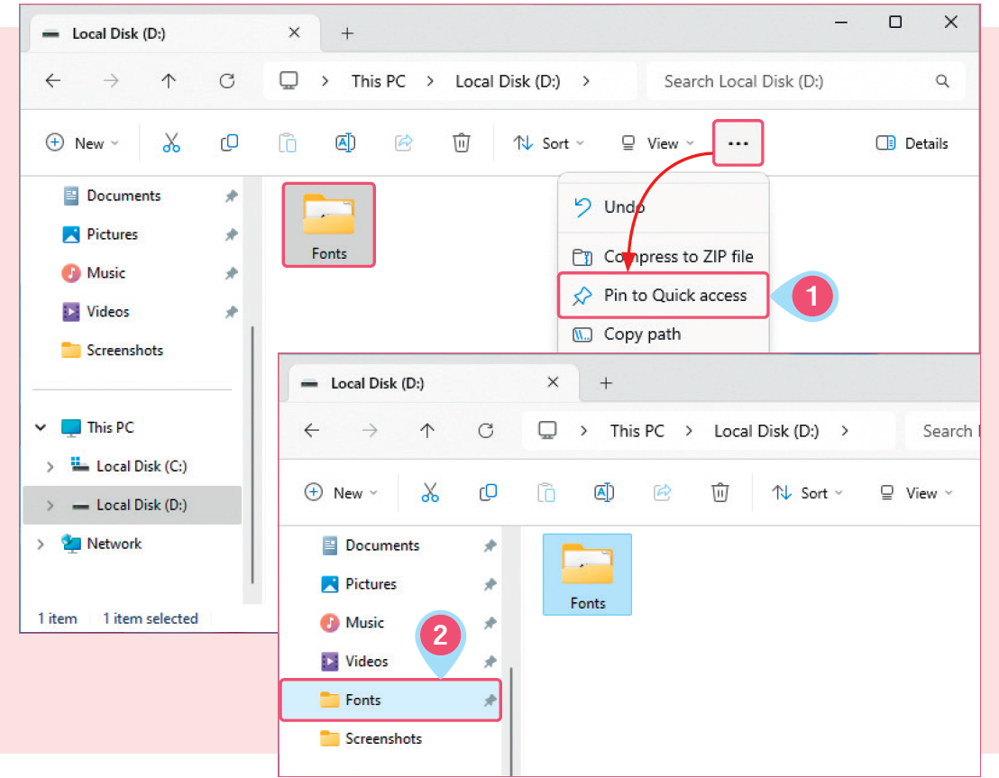 Local Disk (D:)
This PC > Local Disk (D:) >
Search Local Disk (D:)
New
Sort
View
Details
Documents
Pictures
Music
Videos
Screenshots
This PC
Local Disk (C:)
Local Disk (D:)
Network
1 item 1 item selected
Fonts
Undo
Compress to ZIP file
Pin to Quick access
1
Copy path
Local Disk (D:)
This PC > Local Disk (D:) >
Search
New
Sort
View
Documents
Pictures
Music
2
Videos
Fonts
Screenshots
Fonts